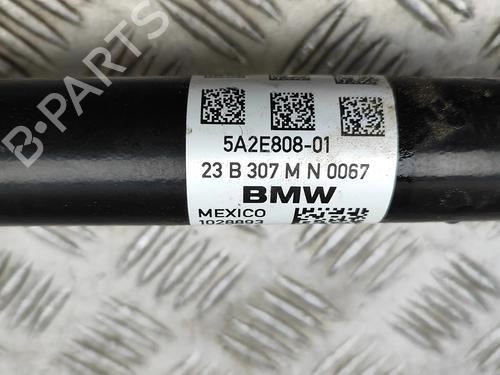 B-PARTS
5A2E808-01
23 B 307 M N 0067
BMW
MEXICO
1028893